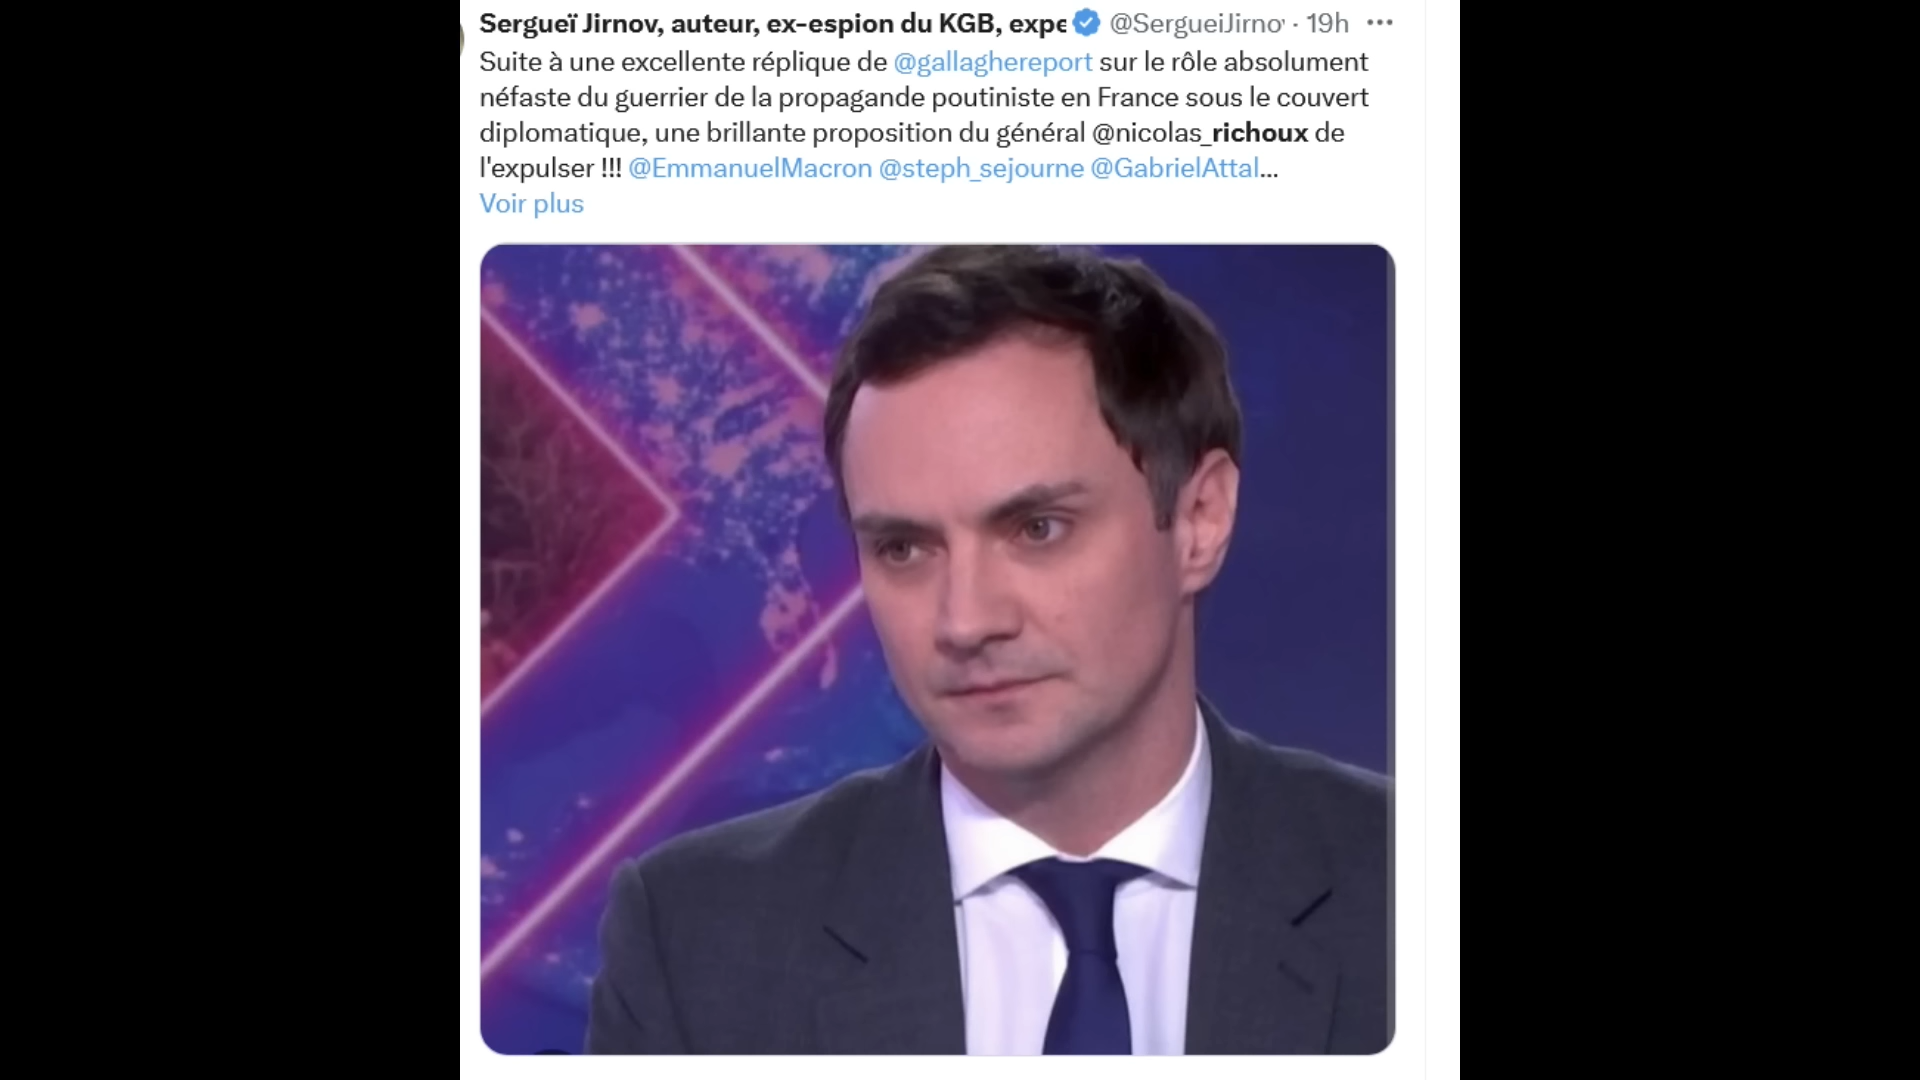 Sergueï Jirnov, auteur, ex-espion du KGB, expe @SergueiJirnov · 19h
Suite à une excellente réplique de @gallaghereport sur le rôle absolument
néfaste du guerrier de la propagande poutiniste en France sous le couvert
diplomatique, une brillante proposition du général @nicolas_richoux de
l'expulser !!! @EmmanuelMacron @steph_sejourne @GabrielAttal...
Voir plus